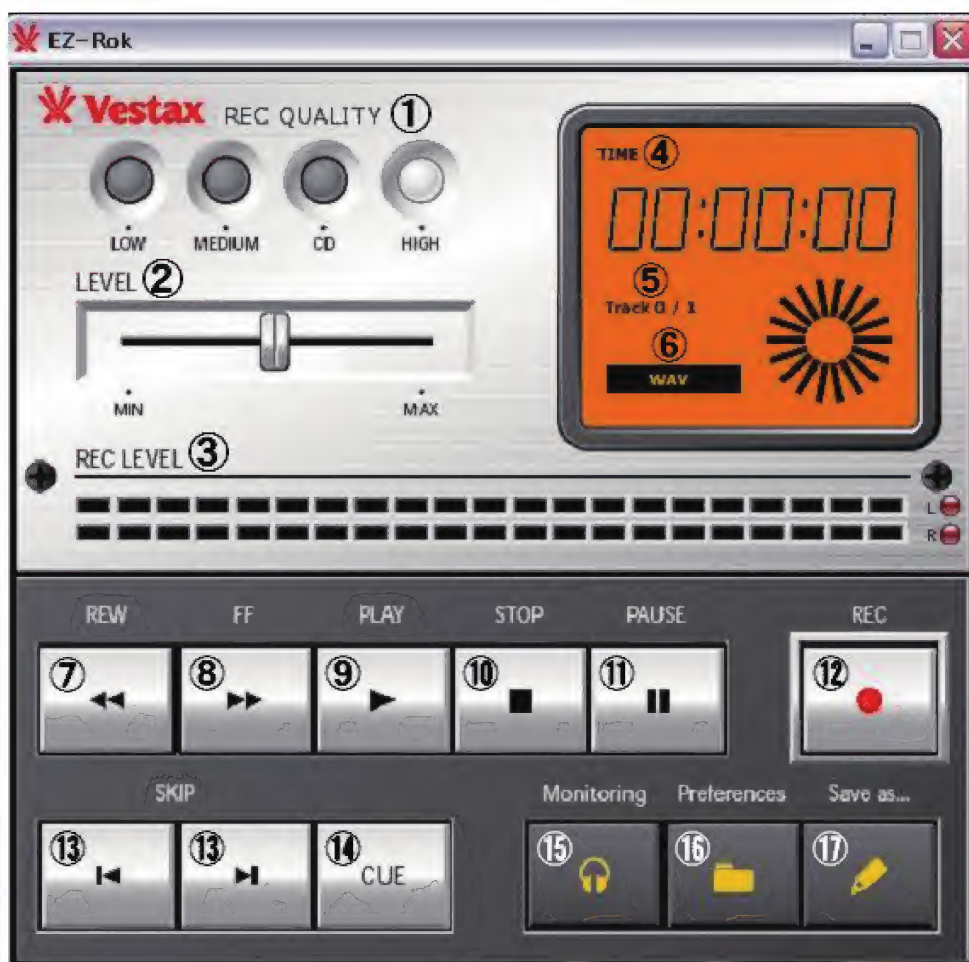 EZ-Rok
Vestax REC QUALITY ①
LOW MEDIUM CD HIGH
LEVEL ②
MIN MAX
REC LEVEL ③
TIME ④
00:00:00
⑤
Track 0 / 1
⑥
WAV
L
R
REW FF PLAY STOP PAUSE REC
⑦ ⑧ ⑨ ⑩ ⑪ ⑫
SKIP Monitoring Preferences Save as...
⑬ ⑬ ⑭ CUE ⑮ ⑯ ⑰